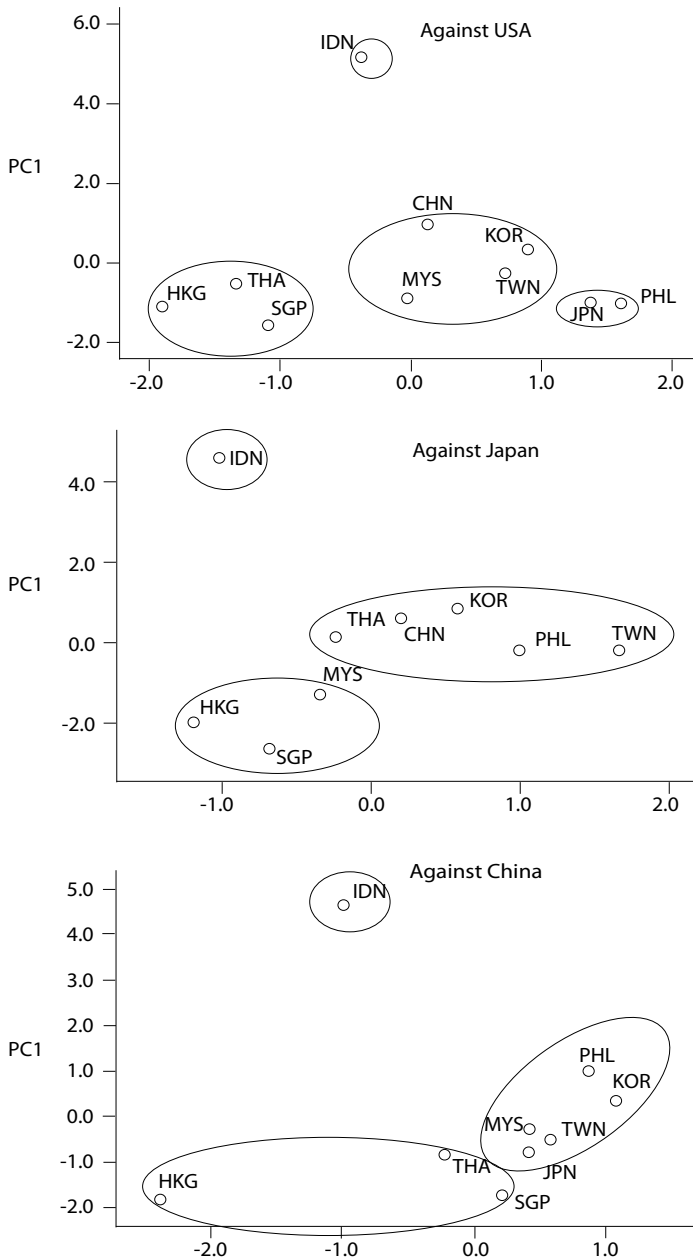 Against USA
6.0
IDN
4.0
PC1
2.0
CHN
KOR
0.0
THA
MYS
TWN
HKG
SGP
JPN
PHL
-2.0
-2.0 -1.0 0.0 1.0 2.0
Against Japan
IDN
4.0
PC1
2.0
KOR
THA
CHN
PHL
TWN
0.0
MYS
HKG
-2.0
SGP
-1.0 0.0 1.0 2.0
Against China
5.0
IDN
4.0
3.0
2.0
PC1
1.0
PHL
KOR
0.0
MYS
TWN
-1.0
THA
JPN
HKG
-2.0
SGP
-2.0 -1.0 0.0 1.0